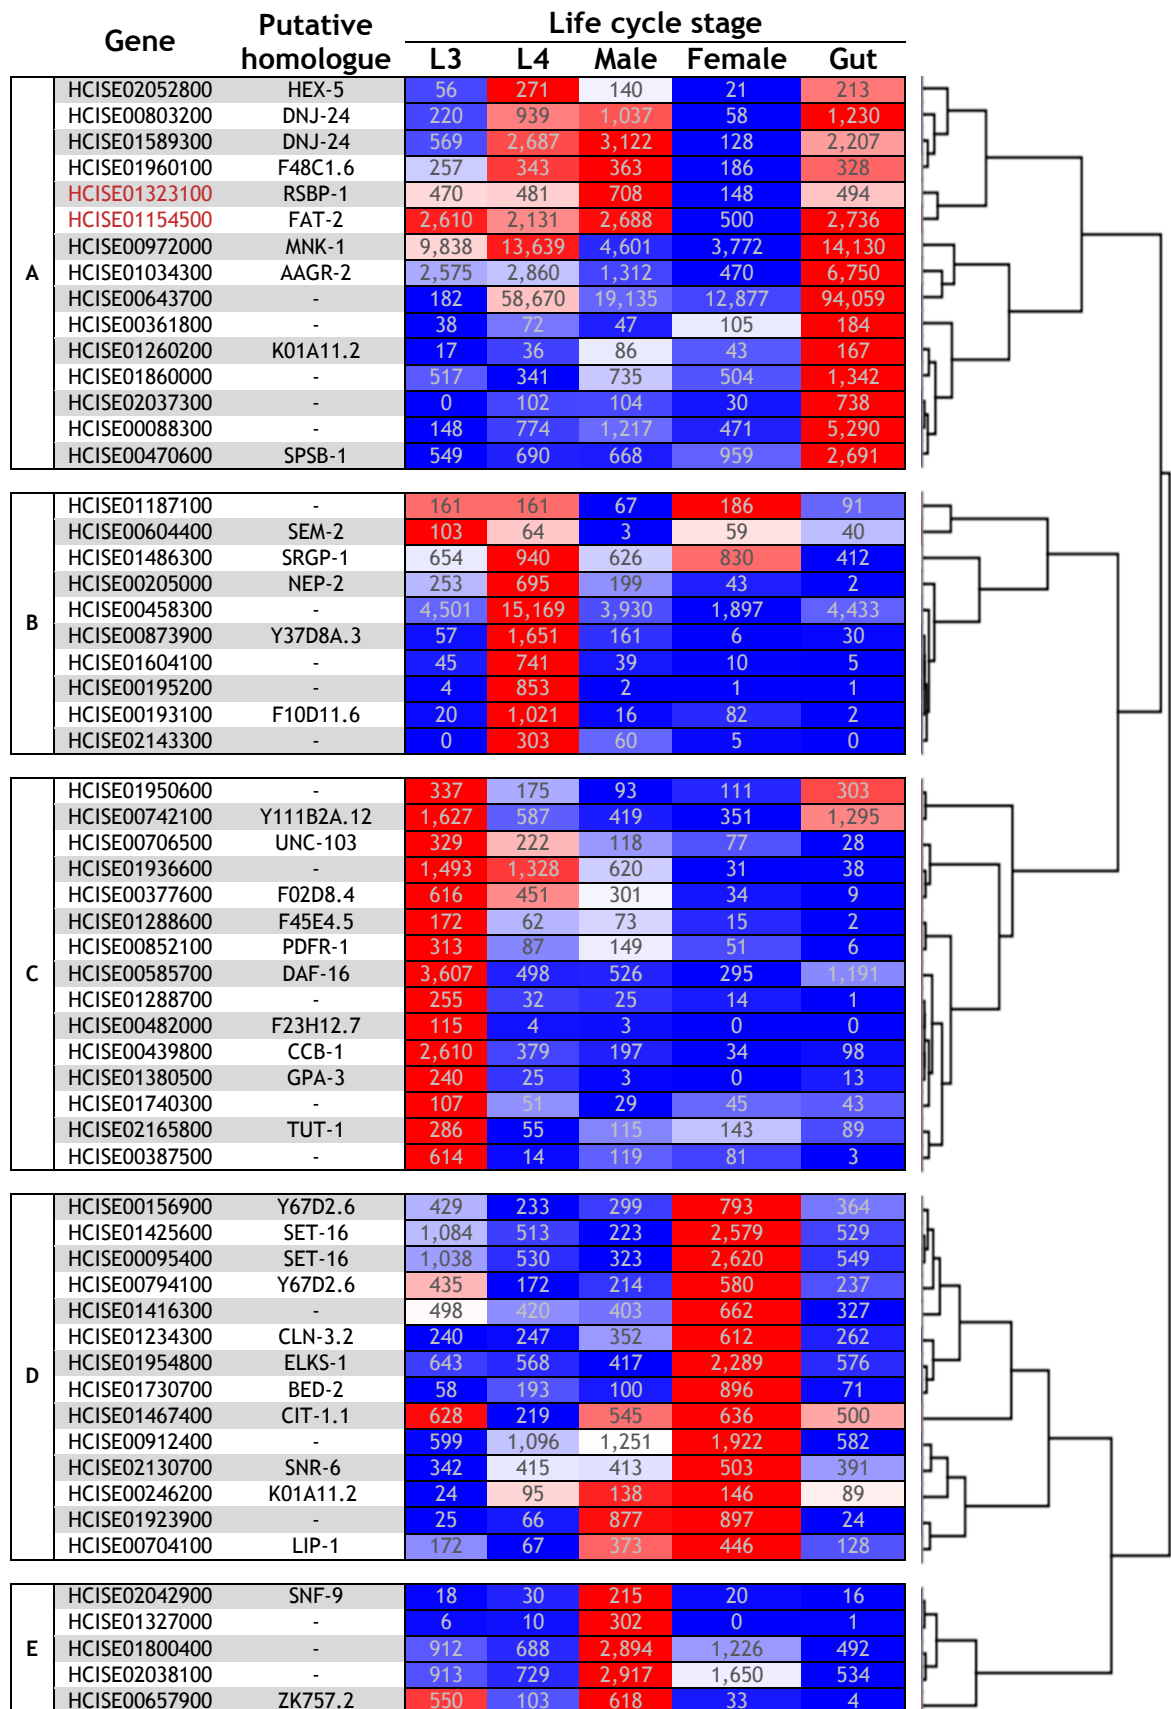 Gene Putative homologue Life cycle stage
L3 L4 Male Female Gut
A
HCISE02052800 HEX-5 56 271 140 21 213
HCISE00803200 DNJ-24 220 939 1,037 58 1,230
HCISE01589300 DNJ-24 569 2,687 3,122 128 2,207
HCISE01960100 F48C1.6 257 343 363 186 328
HCISE01323100 RSBP-1 470 481 708 148 494
HCISE01154500 FAT-2 2,610 2,131 2,688 500 2,736
HCISE00972000 MNK-1 9,838 13,639 4,601 3,772 14,130
HCISE01034300 AAGR-2 2,575 2,860 1,312 470 6,750
HCISE00643700 - 182 58,670 19,135 12,877 94,059
HCISE00361800 - 38 72 47 105 184
HCISE01260200 K01A11.2 17 36 86 43 167
HCISE01860000 - 517 341 735 504 1,342
HCISE02037300 - 0 102 104 30 738
HCISE00088300 - 148 774 1,217 471 5,290
HCISE00470600 SPSB-1 549 690 668 959 2,691
B
HCISE01187100 - 161 161 67 186 91
HCISE00604400 SEM-2 103 64 3 59 40
HCISE01486300 SRGP-1 654 940 626 830 412
HCISE00205000 NEP-2 253 695 199 43 2
HCISE00458300 - 4,501 15,169 3,930 1,897 4,433
HCISE00873900 Y37D8A.3 57 1,651 161 6 30
HCISE01604100 - 45 741 39 10 5
HCISE00195200 - 4 853 2 1 1
HCISE00193100 F10D11.6 20 1,021 16 82 2
HCISE02143300 - 0 303 60 5 0
C
HCISE01950600 - 337 175 93 111 303
HCISE00742100 Y111B2A.12 1,627 587 419 351 1,295
HCISE00706500 UNC-103 329 222 118 77 28
HCISE01936600 - 1,493 1,328 620 31 38
HCISE00377600 F02D8.4 616 451 301 34 9
HCISE01288600 F45E4.5 172 62 73 15 2
HCISE00852100 PDFR-1 313 87 149 51 6
HCISE00585700 DAF-16 3,607 498 526 295 1,191
HCISE01288700 - 255 32 25 14 1
HCISE00482000 F23H12.7 115 4 3 0 0
HCISE00439800 CCB-1 2,610 379 197 34 98
HCISE01380500 GPA-3 240 25 3 0 13
HCISE01740300 - 107 51 29 45 43
HCISE02165800 TUT-1 286 55 115 143 89
HCISE00387500 - 614 14 119 81 3
D
HCISE00156900 Y67D2.6 429 233 299 793 364
HCISE01425600 SET-16 1,084 513 223 2,579 529
HCISE00095400 SET-16 1,038 530 323 2,620 549
HCISE00794100 Y67D2.6 435 172 214 580 237
HCISE01416300 - 498 420 403 662 327
HCISE01234300 CLN-3.2 240 247 352 612 262
HCISE01954800 ELKS-1 643 568 417 2,289 576
HCISE01730700 BED-2 58 193 100 896 71
HCISE01467400 CIT-1.1 628 219 545 636 500
HCISE00912400 - 599 1,096 1,251 1,922 582
HCISE02130700 SNR-6 342 415 413 503 391
HCISE00246200 K01A11.2 24 95 138 146 89
HCISE01923900 - 25 66 877 897 24
HCISE00704100 LIP-1 172 67 373 446 128
E
HCISE02042900 SNF-9 18 30 215 20 16
HCISE01327000 - 6 10 302 0 1
HCISE01800400 - 912 688 2,894 1,226 492
HCISE02038100 - 913 729 2,917 1,650 534
HCISE00657900 ZK757.2 550 103 618 33 4